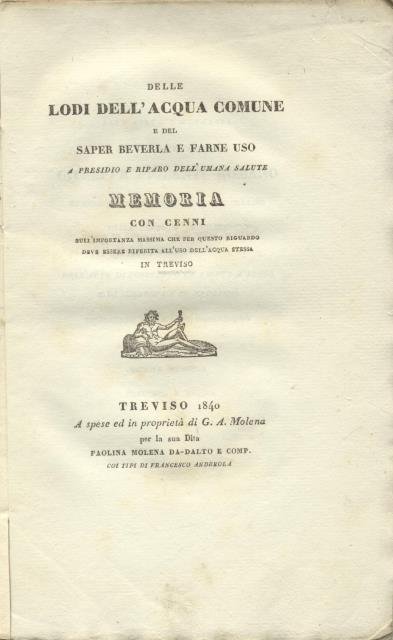 DELLE
LODI DELL'ACQUA COMUNE
E DEL
SAPER BEVERLA E FARNE USO
A PRESIDIO E RIPARO DELL'UMANA SALUTE
MEMORIA
CON CENNI
SULL'IMPORTANZA MASSIMA CHE PER QUESTO RIGUARDO
DEVE ESSERE RIFERITA ALL'USO DELL'ACQUA STESSA
IN TREVISO
TREVISO 1840
A spese ed in proprietà di G. A. Molena
per la sua Dita
PAOLINA MOLENA DA-DALTO E COMP.
COI TIPI DI FRANCESCO ANDREOLA